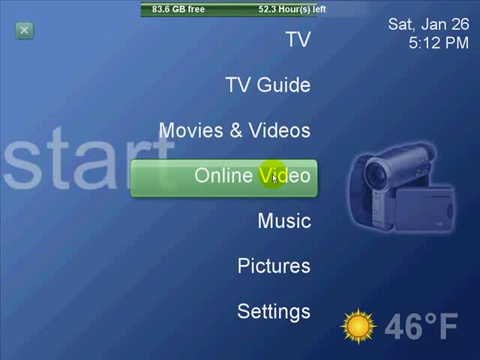 83.6 GB free 52.3 Hour(s) left
Sat, Jan 26
5:12 PM
TV
TV Guide
Movies & Videos
start
Online Video
Music
Pictures
Settings
46°F